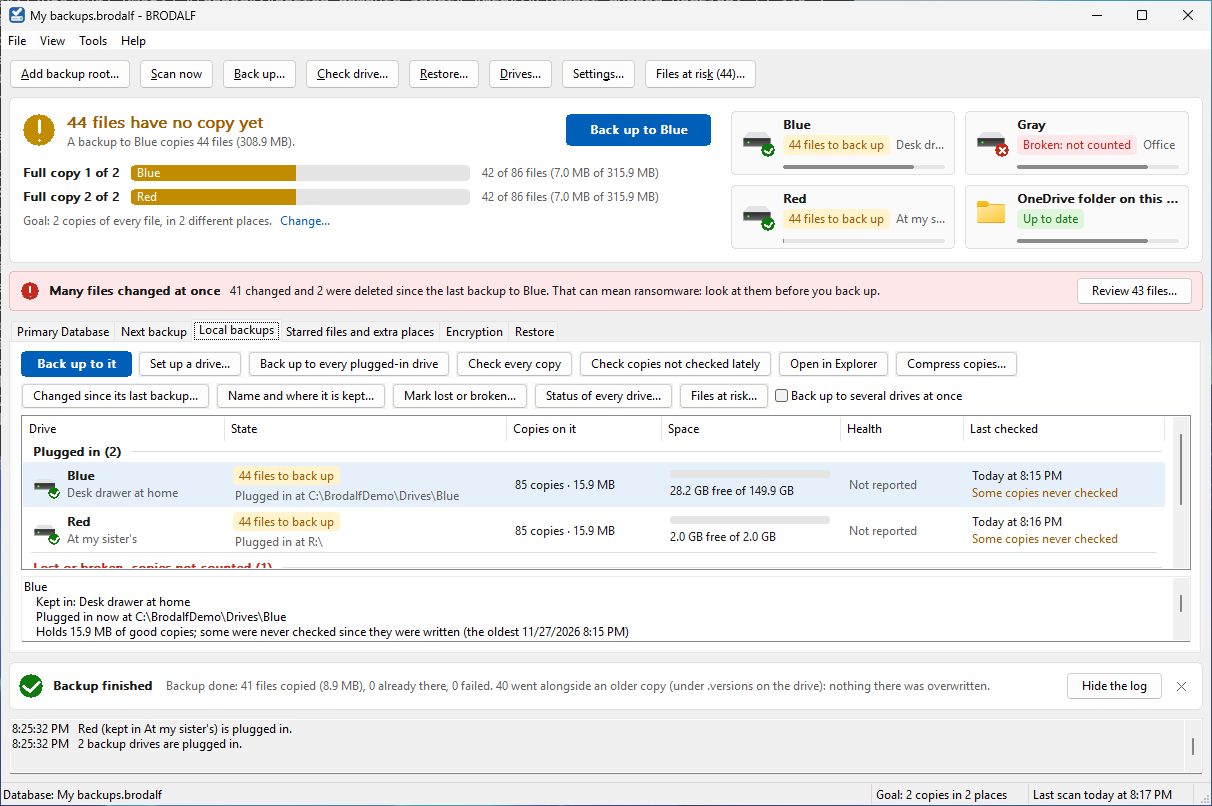 My backups.brodalf - BRODALF
File View Tools Help
Add backup root... Scan now Back up... Check drive... Restore... Drives... Settings... Files at risk (44)...
44 files have no copy yet
A backup to Blue copies 44 files (308.9 MB).
Back up to Blue
Full copy 1 of 2 Blue 42 of 86 files (7.0 MB of 315.9 MB)
Full copy 2 of 2 Red 42 of 86 files (7.0 MB of 315.9 MB)
Goal: 2 copies of every file, in 2 different places. Change...
Blue
44 files to back up Desk dr...
Gray
Broken: not counted Office
Red
44 files to back up At my s...
OneDrive folder on this ...
Up to date
Many files changed at once 41 changed and 2 were deleted since the last backup to Blue. That can mean ransomware: look at them before you back up. Review 43 files...
Primary Database Next backup Local backups Starred files and extra places Encryption Restore
Back up to it Set up a drive... Back up to every plugged-in drive Check every copy Check copies not checked lately Open in Explorer Compress copies...
Changed since its last backup... Name and where it is kept... Mark lost or broken... Status of every drive... Files at risk... Back up to several drives at once
Drive State Copies on it Space Health Last checked
Plugged in (2)
Blue
Desk drawer at home
44 files to back up
Plugged in at C:\BrodalfDemo\Drives\Blue
85 copies · 15.9 MB
28.2 GB free of 149.9 GB
Not reported
Today at 8:15 PM
Some copies never checked
Red
At my sister's
44 files to back up
Plugged in at R:\
85 copies · 15.9 MB
2.0 GB free of 2.0 GB
Not reported
Today at 8:16 PM
Some copies never checked
Lost or broken, copies not counted (1)
Blue
Kept in: Desk drawer at home
Plugged in now at C:\BrodalfDemo\Drives\Blue
Holds 15.9 MB of good copies; some were never checked since they were written (the oldest 11/27/2026 8:15 PM)
Backup finished Backup done: 41 files copied (8.9 MB), 0 already there, 0 failed. 40 went alongside an older copy (under .versions on the drive): nothing there was overwritten. Hide the log
8:25:32 PM Red (kept in At my sister's) is plugged in.
8:25:32 PM 2 backup drives are plugged in.
Database: My backups.brodalf Goal: 2 copies in 2 places Last scan today at 8:17 PM